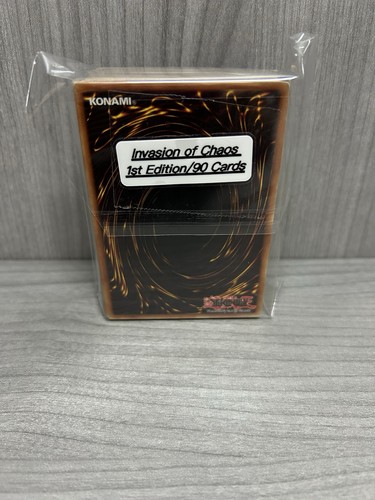 KONAMI
Invasion of Chaos
1st Edition/90 Cards